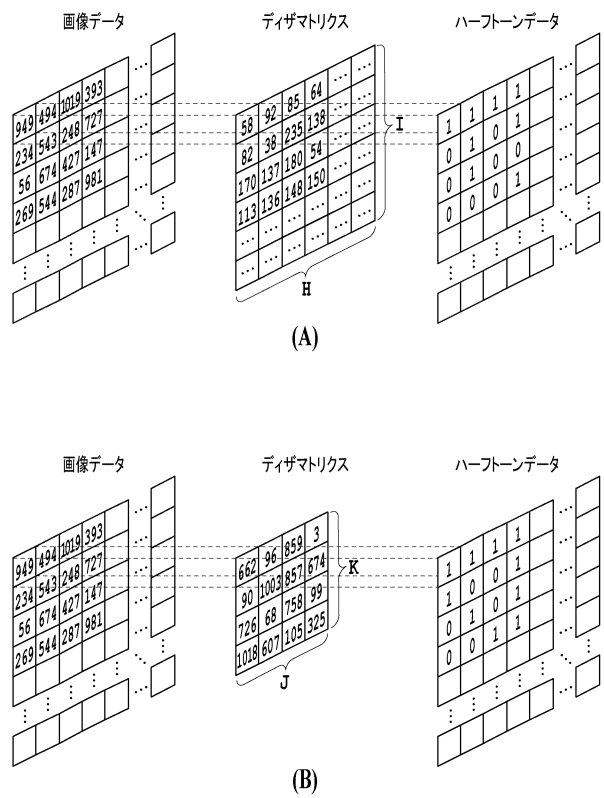 画像データ ディザマトリクス ハーフトーンデータ
949 494 1019 393 ... 58 92 85 64 ... ... 1 1 1 1 ...
234 543 248 727 82 38 235 138 ... ... 0 1 0 1
56 674 427 147 170 137 180 54 ... ... 0 1 0 0
269 544 287 981 113 136 148 150 ... ... 0 0 0 1
I
H
(A)
画像データ ディザマトリクス ハーフトーンデータ
949 494 1019 393 ... 662 96 859 3 1 1 1 1 ...
234 543 248 727 90 1003 857 674 1 0 0 1
56 674 427 147 726 68 758 99 0 1 0 1
269 544 287 981 1018 607 105 325 0 0 1 1
K
J
(B)